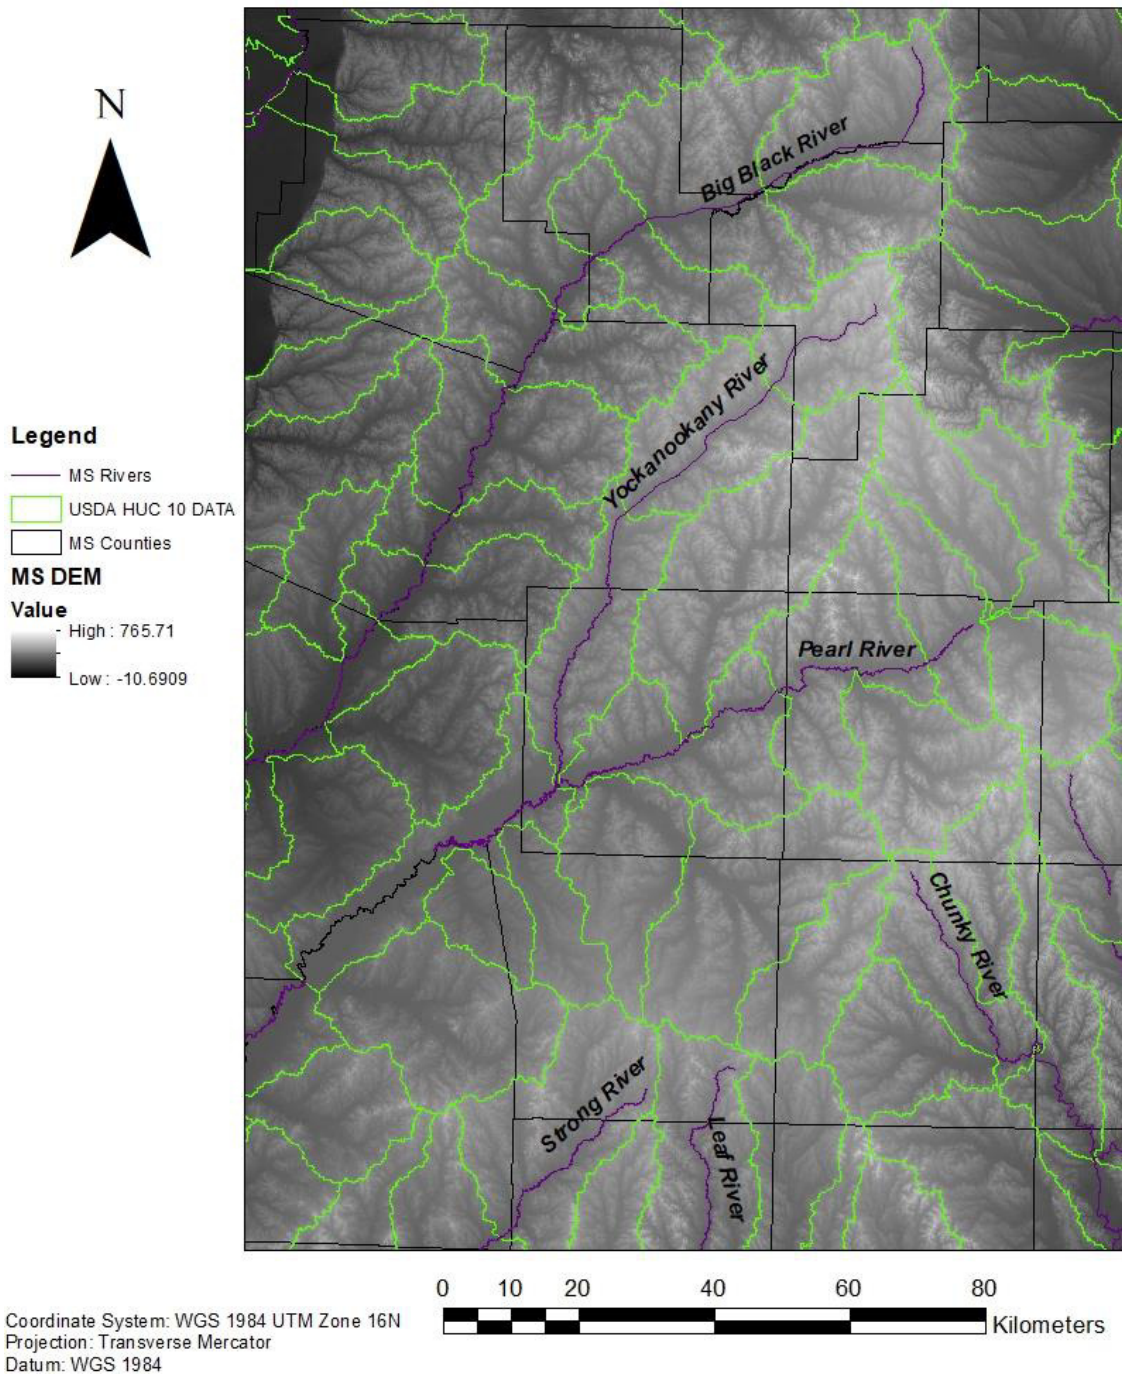 N
Big Black River
Yockanookany River
Legend
MS Rivers
USDA HUC 10 DATA
MS Counties
MS DEM
Value
High : 765.71
Low : -10.6909
Pearl River
Chunky River
Strong River
Leaf River
0 10 20 40 60 80
Kilometers
Coordinate System: WGS 1984 UTM Zone 16N
Projection: Transverse Mercator
Datum: WGS 1984